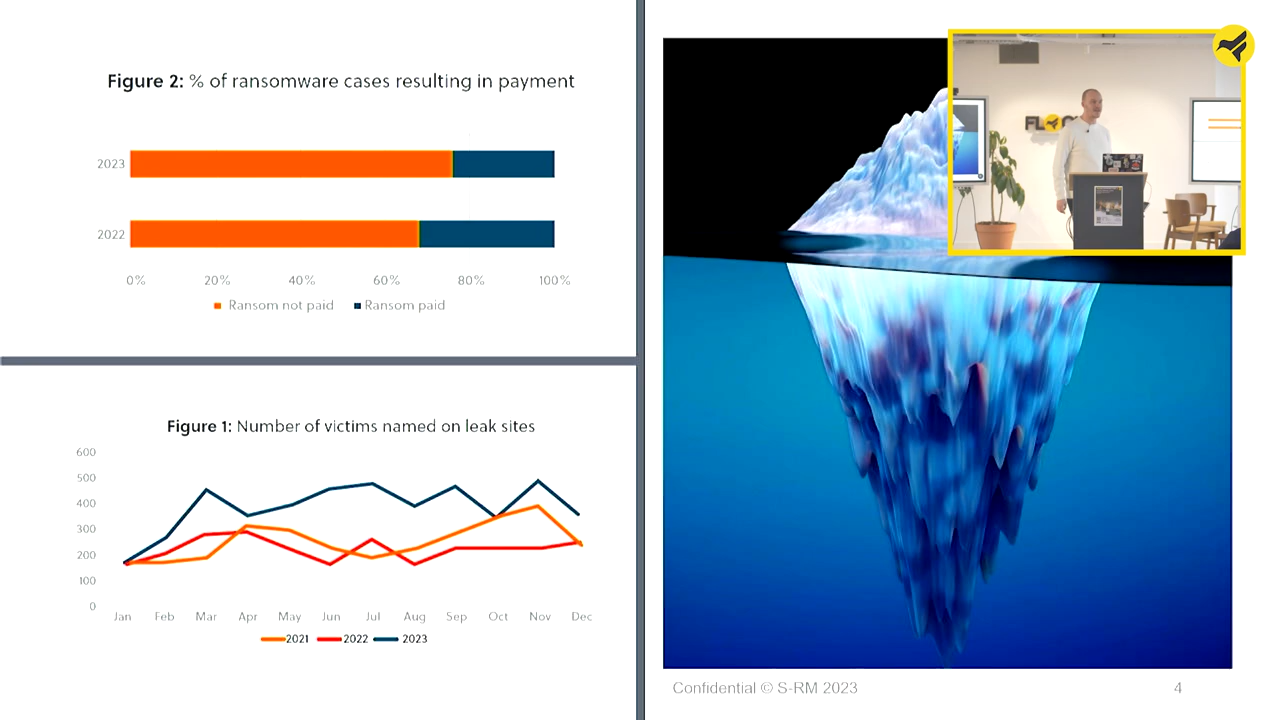 Figure 2: % of ransomware cases resulting in payment
2023
2022
0% 20% 40% 60% 80% 100%
Ransom not paid Ransom paid
Figure 1: Number of victims named on leak sites
600
500
400
300
200
100
0
Jan Feb Mar Apr May Jun Jul Aug Sep Oct Nov Dec
2021 2022 2023
Confidential © S-RM 2023
4